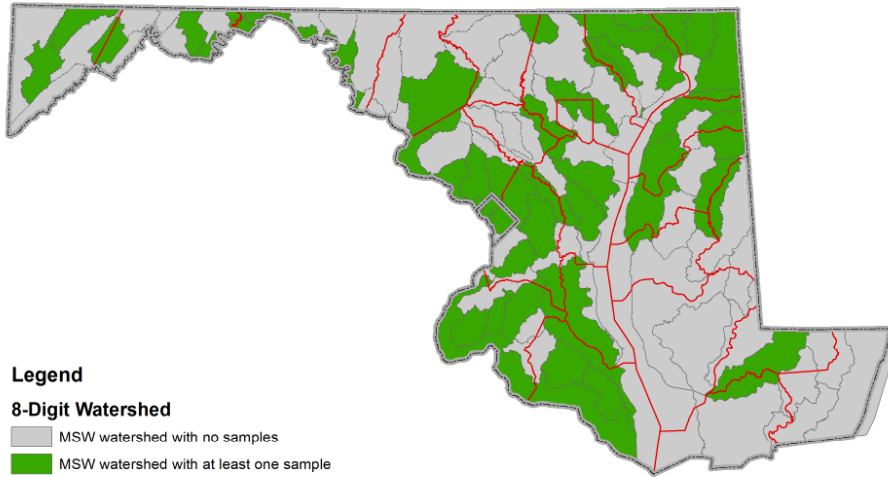 Legend
8-Digit Watershed
MSW watershed with no samples
MSW watershed with at least one sample